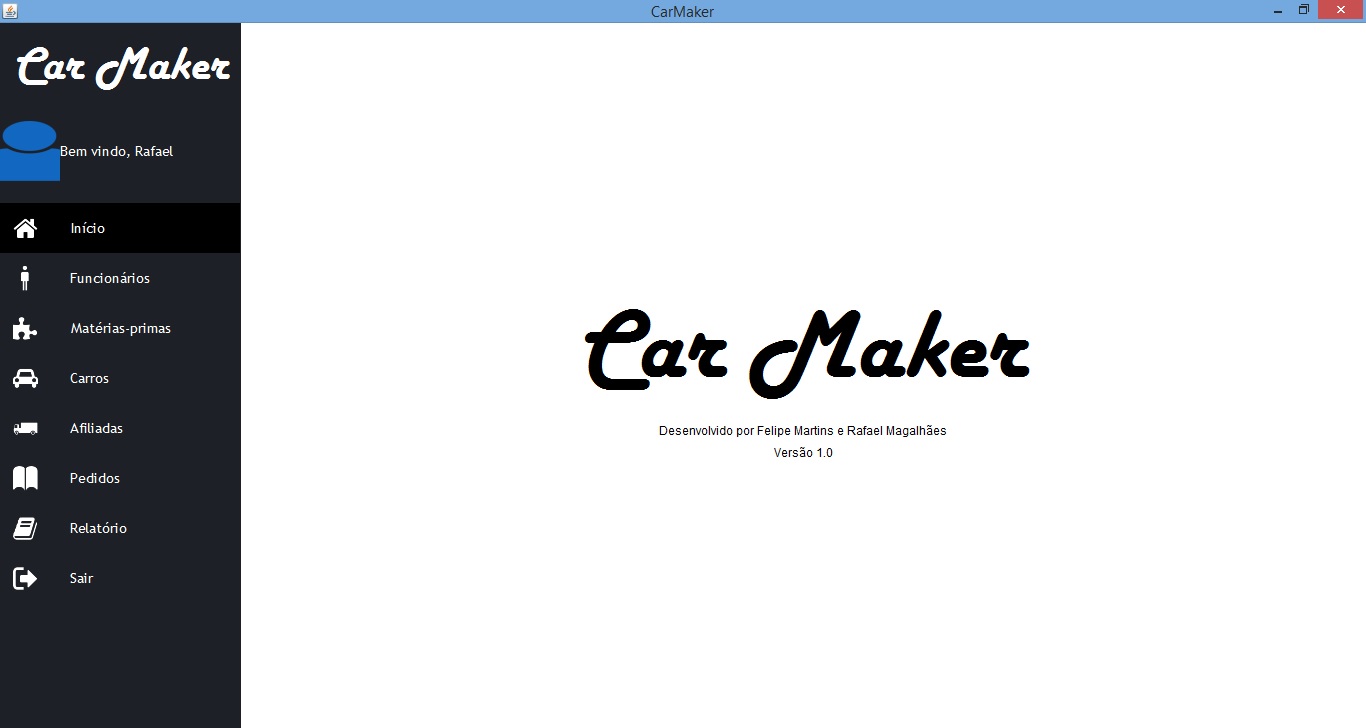 CarMaker
Car Maker
Bem vindo, Rafael
Início
Funcionários
Matérias-primas
Carros
Afiliadas
Pedidos
Relatório
Sair
Car Maker
Desenvolvido por Felipe Martins e Rafael Magalhães
Versão 1.0